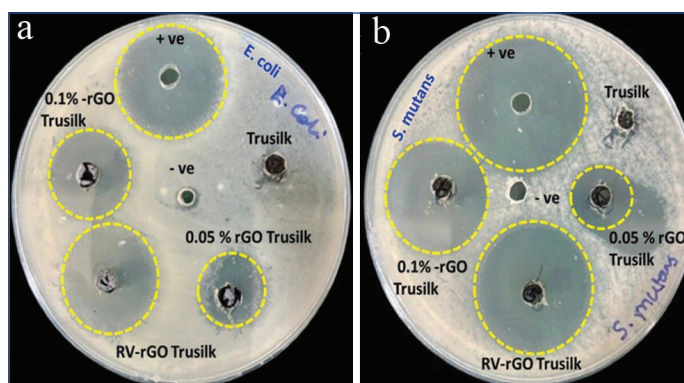 a
+ ve
E. coli
E. Coli
0.1% -rGO
Trusilk
Trusilk
- ve
0.05 % rGO Trusilk
RV-rGO Trusilk
b
+ ve
S. mutans
Trusilk
- ve
0.1% -rGO
Trusilk
0.05 % rGO
Trusilk
S. mutans
RV-rGO Trusilk